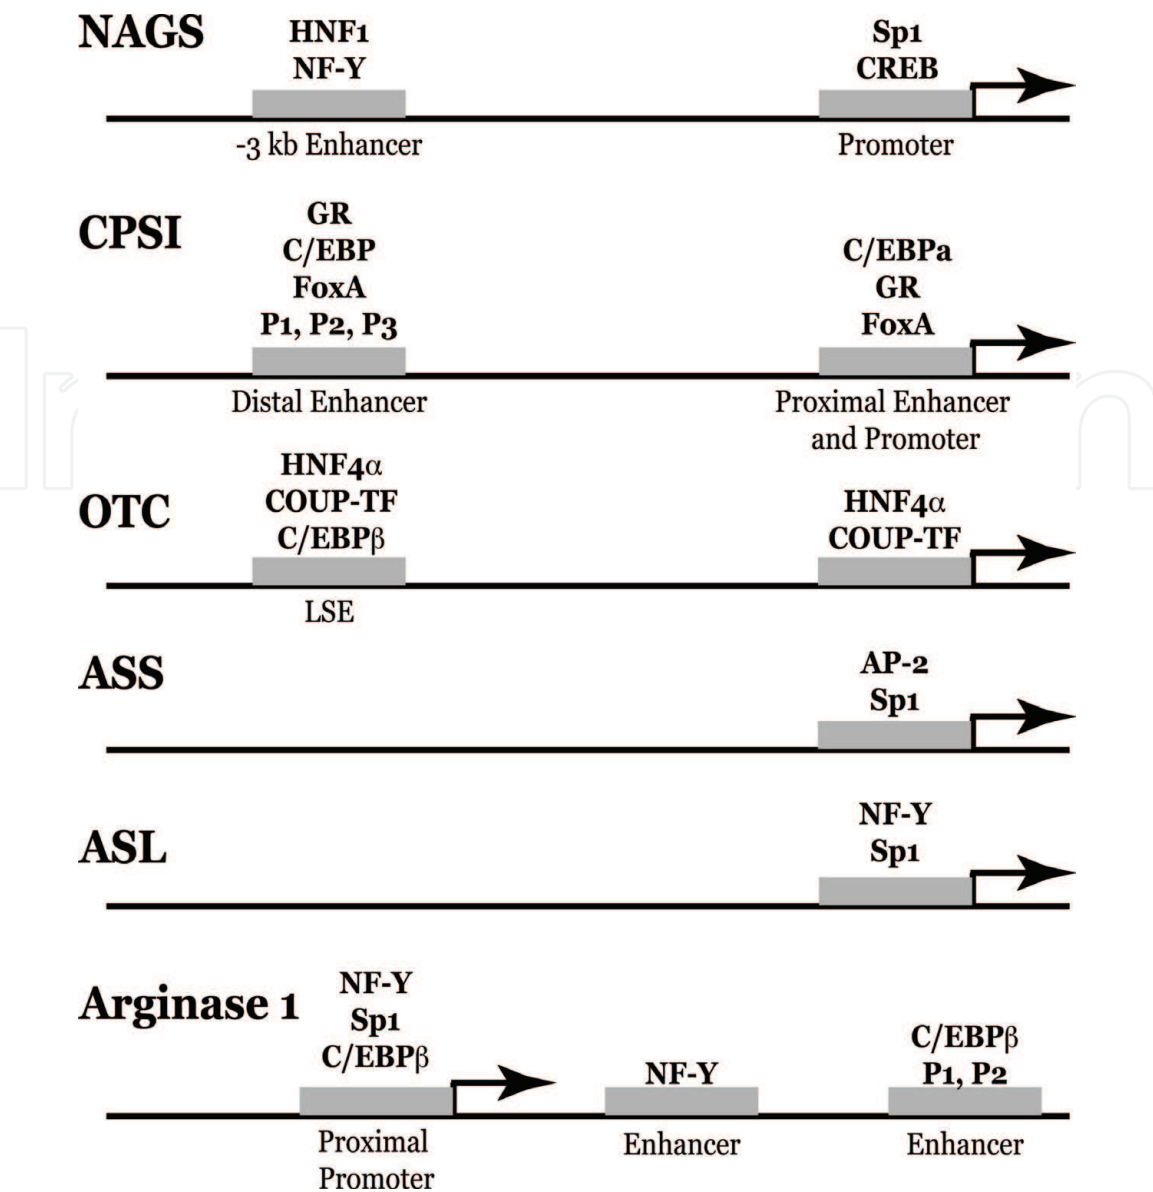 NAGS
HNF1
NF-Y
Sp1
CREB
-3 kb Enhancer
Promoter
CPSI
GR
C/EBP
FoxA
P1, P2, P3
C/EBPa
GR
FoxA
Distal Enhancer
Proximal Enhancer
and Promoter
OTC
HNF4α
COUP-TF
C/EBPβ
HNF4α
COUP-TF
LSE
ASS
AP-2
Sp1
ASL
NF-Y
Sp1
Arginase 1
NF-Y
Sp1
C/EBPβ
NF-Y
C/EBPβ
P1, P2
Proximal
Promoter
Enhancer
Enhancer